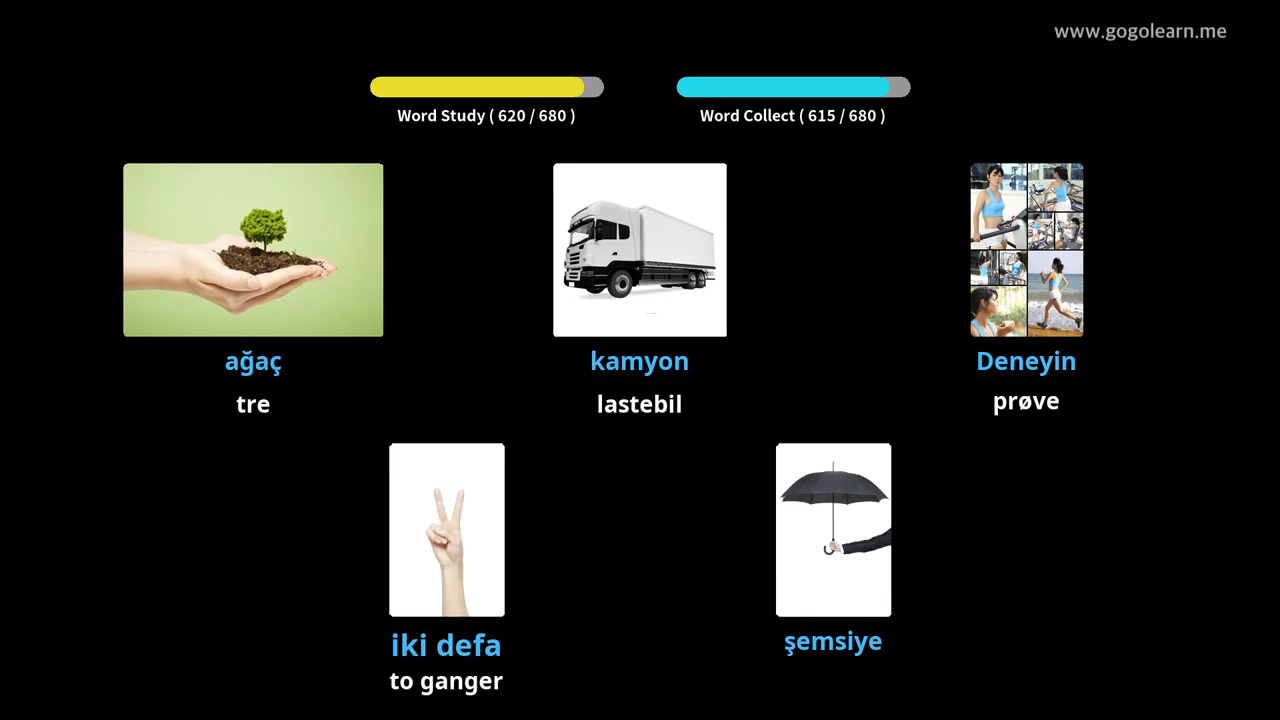 www.gogolearn.me
Word Study ( 620 / 680 )
Word Collect ( 615 / 680 )
ağaç
tre
kamyon
lastebil
Deneyin
prøve
iki defa
to ganger
şemsiye